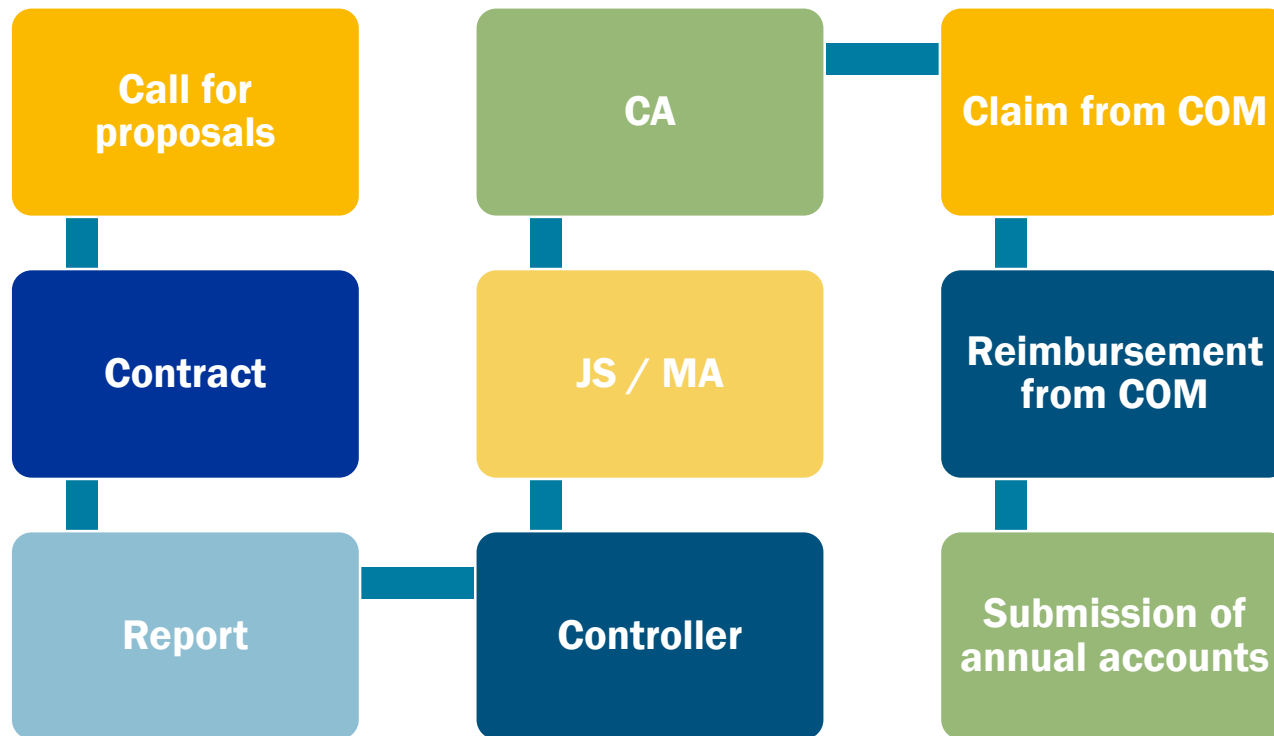 Call for
proposals
Contract
Report
Controller
JS / MA
CA
Claim from COM
Reimbursement
from COM
Submission of
annual accounts